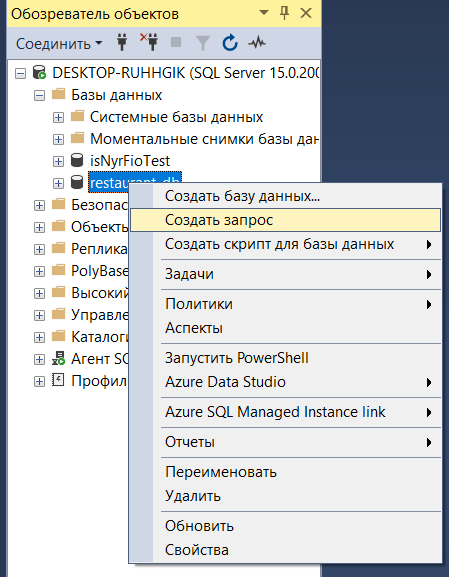 Обозреватель объектов
Соединить
DESKTOP-RUHHGIK (SQL Server 15.0.200
Базы данных
Системные базы данных
Моментальные снимки базы дан
isNyrFioTest
restaurant_db
Безопас
Объекты
Реплика
PolyBase
Высокий
Управле
Каталоги
Агент SC
Профил
Создать базу данных...
Создать запрос
Создать скрипт для базы данных
Задачи
Политики
Аспекты
Запустить PowerShell
Azure Data Studio
Azure SQL Managed Instance link
Отчеты
Переименовать
Удалить
Обновить
Свойства